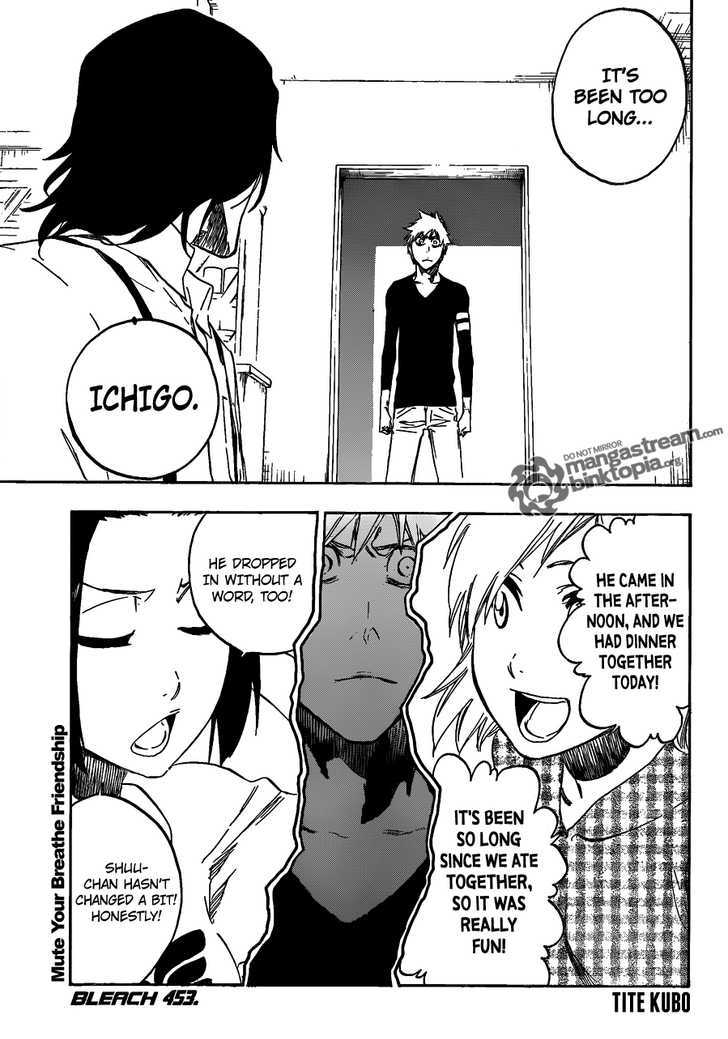 IT'S
BEEN TOO
LONG...
ICHIGO.
DO NOT MIRROR
mangastream.com
binktopia.org
HE CAME IN
THE AFTER-
NOON, AND WE
HAD DINNER
TOGETHER
TODAY!
IT'S BEEN
SO LONG
SINCE WE ATE
TOGETHER,
SO IT WAS
REALLY
FUN!
HE DROPPED
IN WITHOUT A
WORD, TOO!
SHUU-
CHAN HASN'T
CHANGED A BIT!
HONESTLY!
Mute Your Breathe Friendship
BLEACH 453.
TITE KUBO